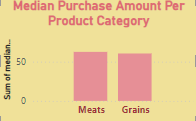 Median Purchase Amount Per
Product Category
Sum of median...
50
0
Meats
Grains